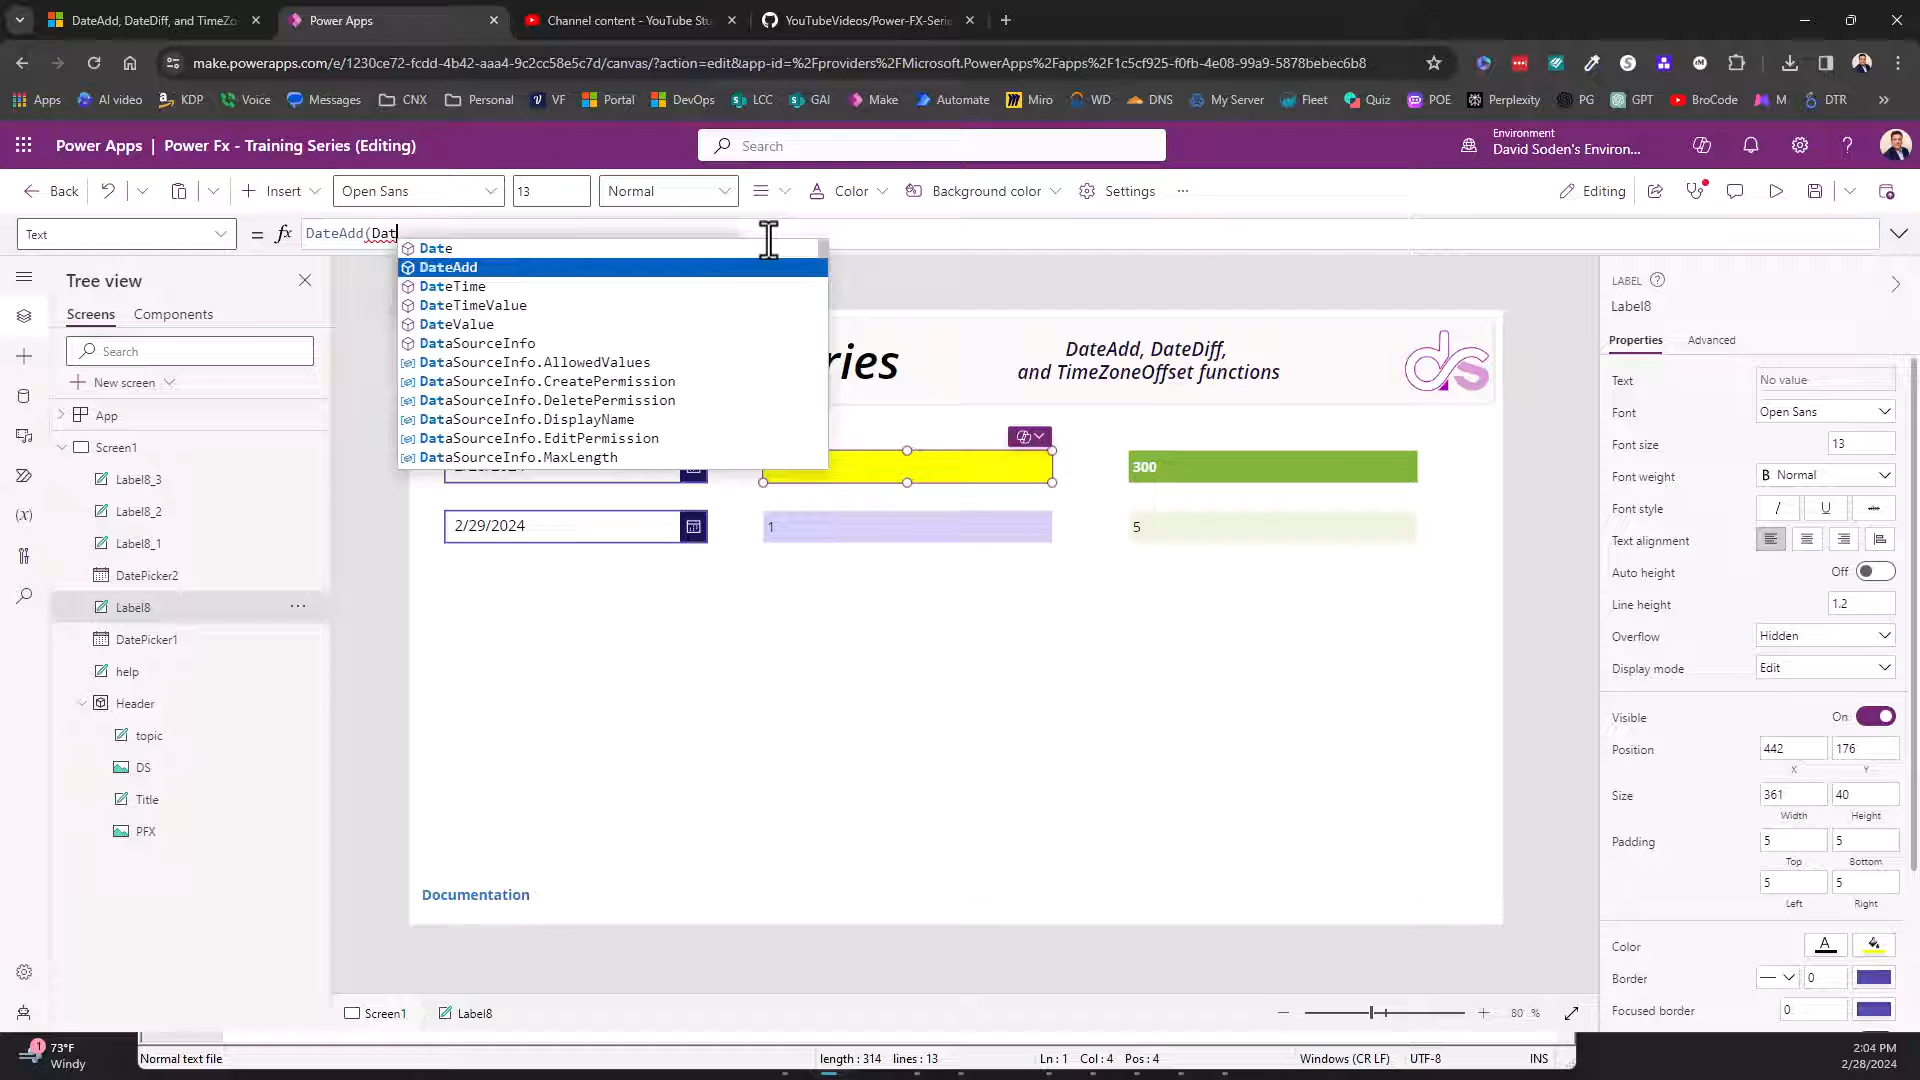 DateAdd, DateDiff, and TimeZo
Power Apps
Channel content - YouTube Stu
YouTubeVideos/Power-FX-Serie
make.powerapps.com/e/1230ce72-fcdd-4b42-aaa4-9c2cc58e5c7d/canvas/?action=edit&app-id=%2Fproviders%2FMicrosoft.PowerApps%2Fapps%2F1c5cf925-f0fb-4e08-99a9-5878bebec6b8
Apps
AI video
KDP
Voice
Messages
CNX
Personal
VF
Portal
DevOps
LCC
GAI
Make
Automate
Miro
WD
DNS
My Server
Fleet
Quiz
POE
Perplexity
PG
GPT
BroCode
M
DTR
Power Apps | Power Fx - Training Series (Editing)
Search
Environment
David Soden's Environ...
Back
Insert
Open Sans
13
Normal
Color
Background color
Settings
Editing
Text
= fx DateAdd(Dat
Date
DateAdd
DateTime
DateTimeValue
DateValue
DataSourceInfo
DataSourceInfo.AllowedValues
DataSourceInfo.CreatePermission
DataSourceInfo.DeletePermission
DataSourceInfo.DisplayName
DataSourceInfo.EditPermission
DataSourceInfo.MaxLength
Tree view
Screens
Components
Search
New screen
App
Screen1
Label8_3
Label8_2
Label8_1
DatePicker2
Label8
DatePicker1
help
Header
topic
DS
Title
PFX
ries
DateAdd, DateDiff,
and TimeZoneOffset functions
ds
300
2/29/2024
1
5
Documentation
LABEL
Label8
Properties
Advanced
Text
No value
Font
Open Sans
Font size
13
Font weight
B Normal
Font style
/
U
abc
Text alignment
Auto height
Off
Line height
1.2
Overflow
Hidden
Display mode
Edit
Visible
On
Position
442
176
X
Y
Size
361
40
Width
Height
Padding
5
5
Top
Bottom
5
5
Left
Right
Color
A
Border
0
Focused border
0
Screen1
Label8
80 %
1
73°F
Windy
Normal text file
length : 314 lines : 13
Ln : 1 Col : 4 Pos : 4
Windows (CR LF)
UTF-8
INS
2:04 PM
2/28/2024